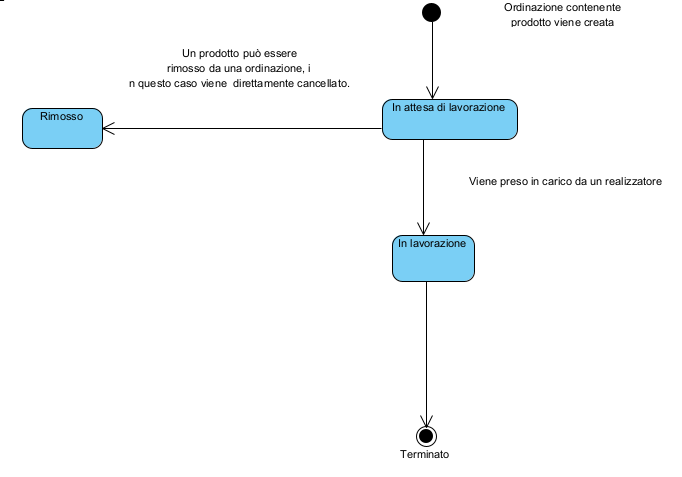 Ordinazione contenente
prodotto viene creata
Un prodotto può essere
rimosso da una ordinazione, i
n questo caso viene direttamente cancellato.
In attesa di lavorazione
Rimosso
Viene preso in carico da un realizzatore
In lavorazione
Terminato